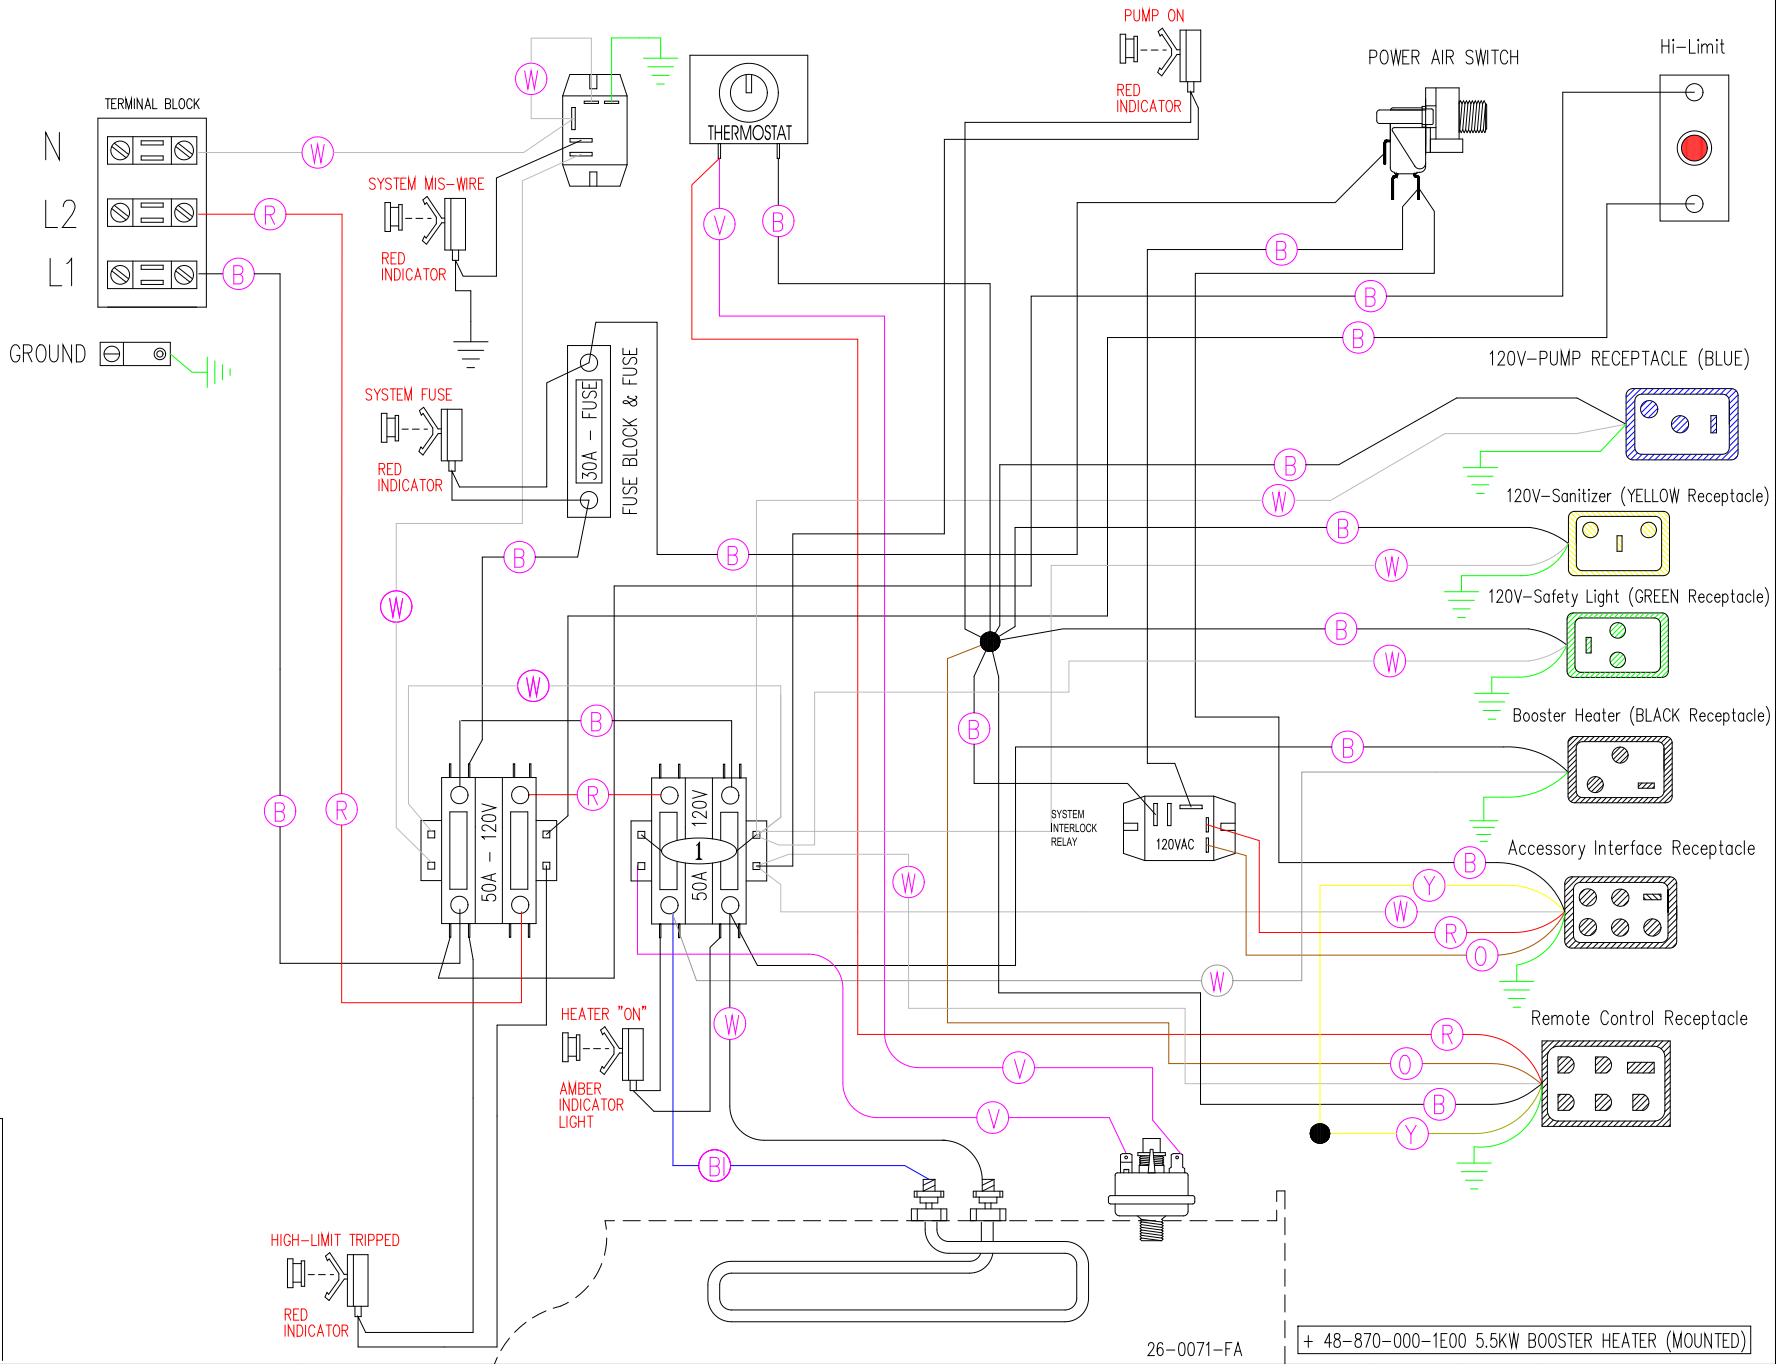 PUMP ON
RED
INDICATOR
POWER AIR SWITCH
Hi-Limit
TERMINAL BLOCK
N
L2
L1
GROUND
W
W
R
B
THERMOSTAT
V
B
SYSTEM MIS-WIRE
RED
INDICATOR
SYSTEM FUSE
RED
INDICATOR
30A - FUSE
FUSE BLOCK & FUSE
B
B
B
120V-PUMP RECEPTACLE (BLUE)
B
W
120V-Sanitizer (YELLOW Receptacle)
B
W
120V-Safety Light (GREEN Receptacle)
B
W
B
B
W
W
B
B
R
R
B
Booster Heater (BLACK Receptacle)
B
50A - 120V
50A 120V
1
SYSTEM
INTERLOCK
RELAY
120VAC
W
Accessory Interface Receptacle
B
Y
W
R
O
W
W
HEATER "ON"
AMBER
INDICATOR
LIGHT
Remote Control Receptacle
R
O
V
B
V
Y
Bl
HIGH-LIMIT TRIPPED
RED
INDICATOR
26-0071-FA
+ 48-870-000-1E00 5.5KW BOOSTER HEATER (MOUNTED)